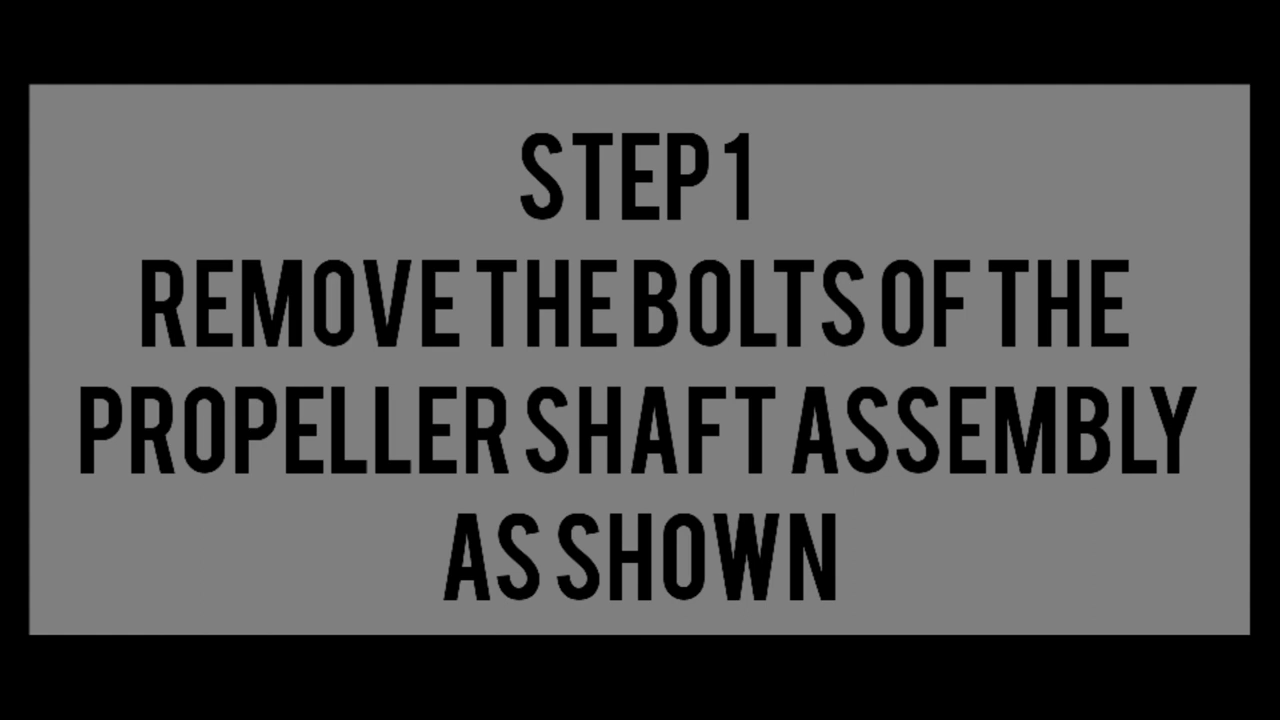 STEP 1
REMOVE THE BOLTS OF THE
PROPELLER SHAFT ASSEMBLY
AS SHOWN